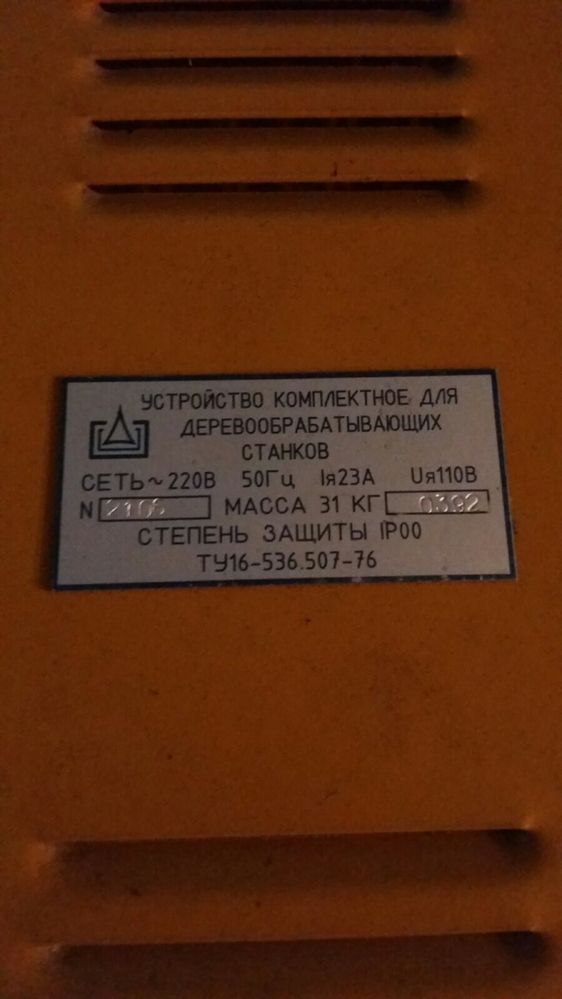 УСТРОЙСТВО КОМПЛЕКТНОЕ ДЛЯ
ДЕРЕВООБРАБАТЫВАЮЩИХ
СТАНКОВ
СЕТЬ ~ 220В 50Гц Iя23А Uя110В
N МАССА 31 КГ 0392
СТЕПЕНЬ ЗАЩИТЫ IP00
ТУ16-536.507-76